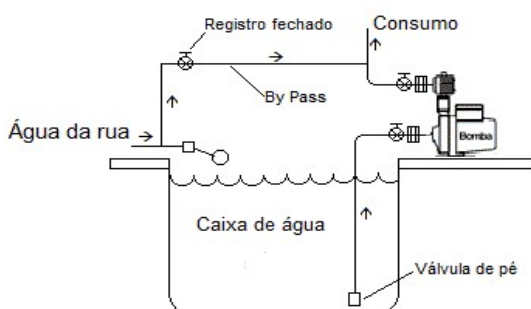 Registro fechado
Consumo
By Pass
Água da rua
Bomba
Caixa de água
Válvula de pé